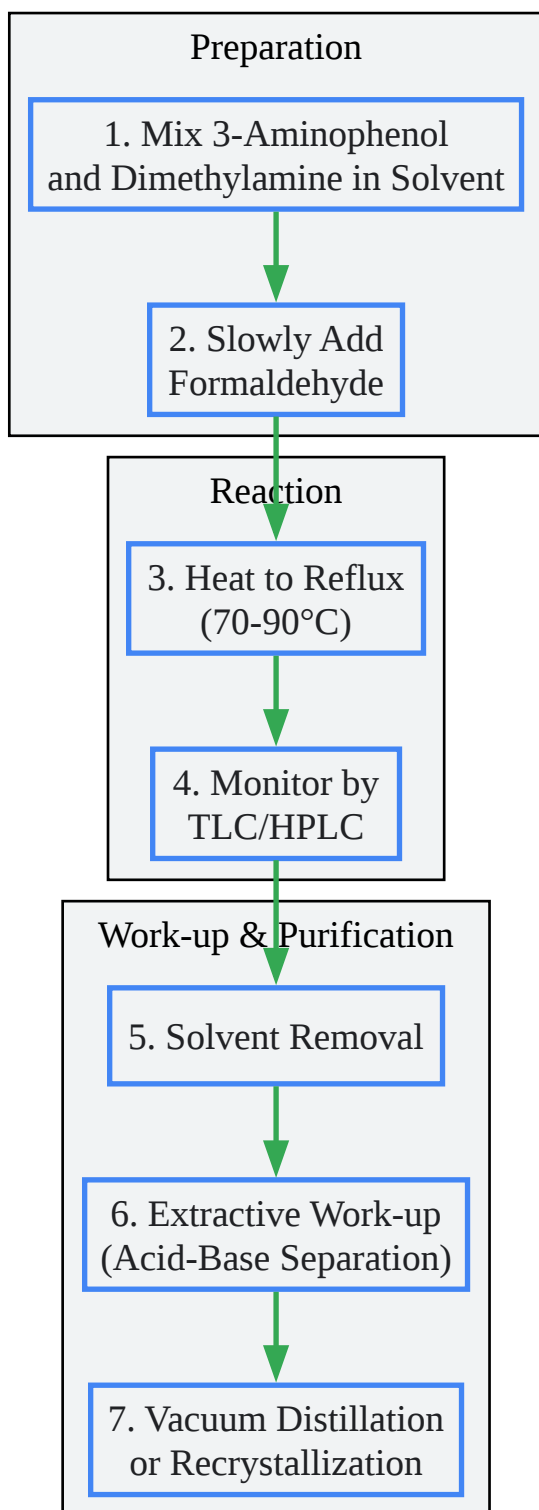 Preparation
1. Mix 3-Aminophenol
and Dimethylamine in Solvent
2. Slowly Add
Formaldehyde
Reaction
3. Heat to Reflux
(70-90°C)
4. Monitor by
TLC/HPLC
Work-up & Purification
5. Solvent Removal
6. Extractive Work-up
(Acid-Base Separation)
7. Vacuum Distillation
or Recrystallization